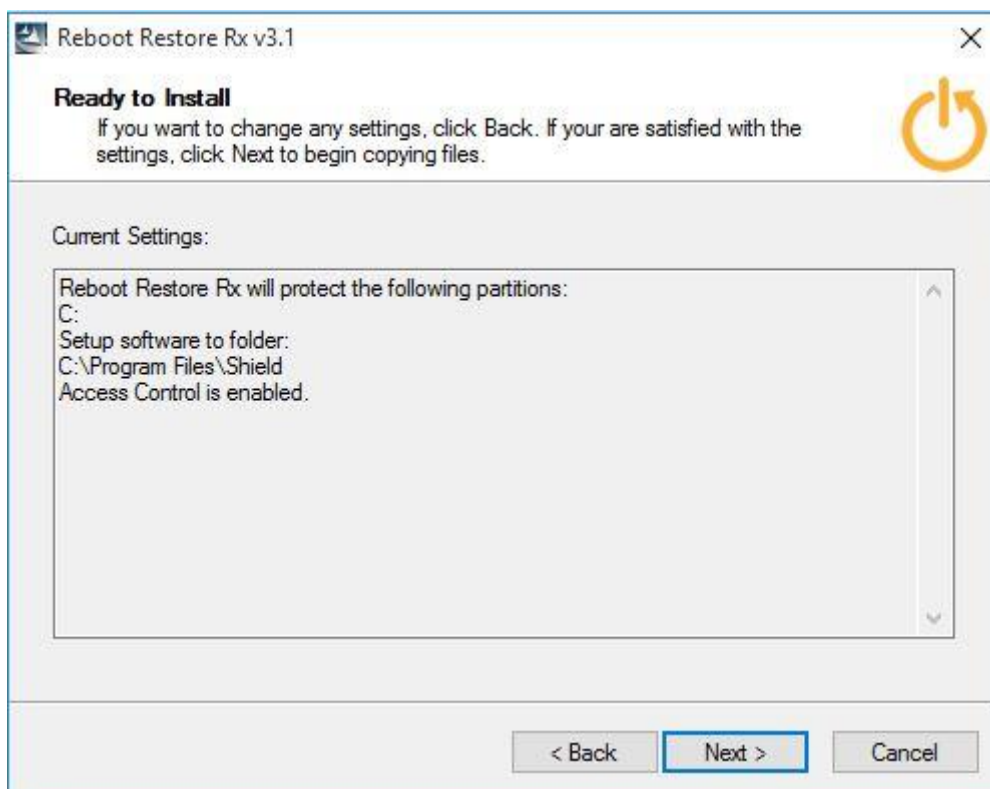 Reboot Restore Rx v3.1
Ready to Install
If you want to change any settings, click Back. If your are satisfied with the
settings, click Next to begin copying files.
Current Settings:
Reboot Restore Rx will protect the following partitions:
C:
Setup software to folder:
C:\Program Files\Shield
Access Control is enabled.
< Back Next > Cancel